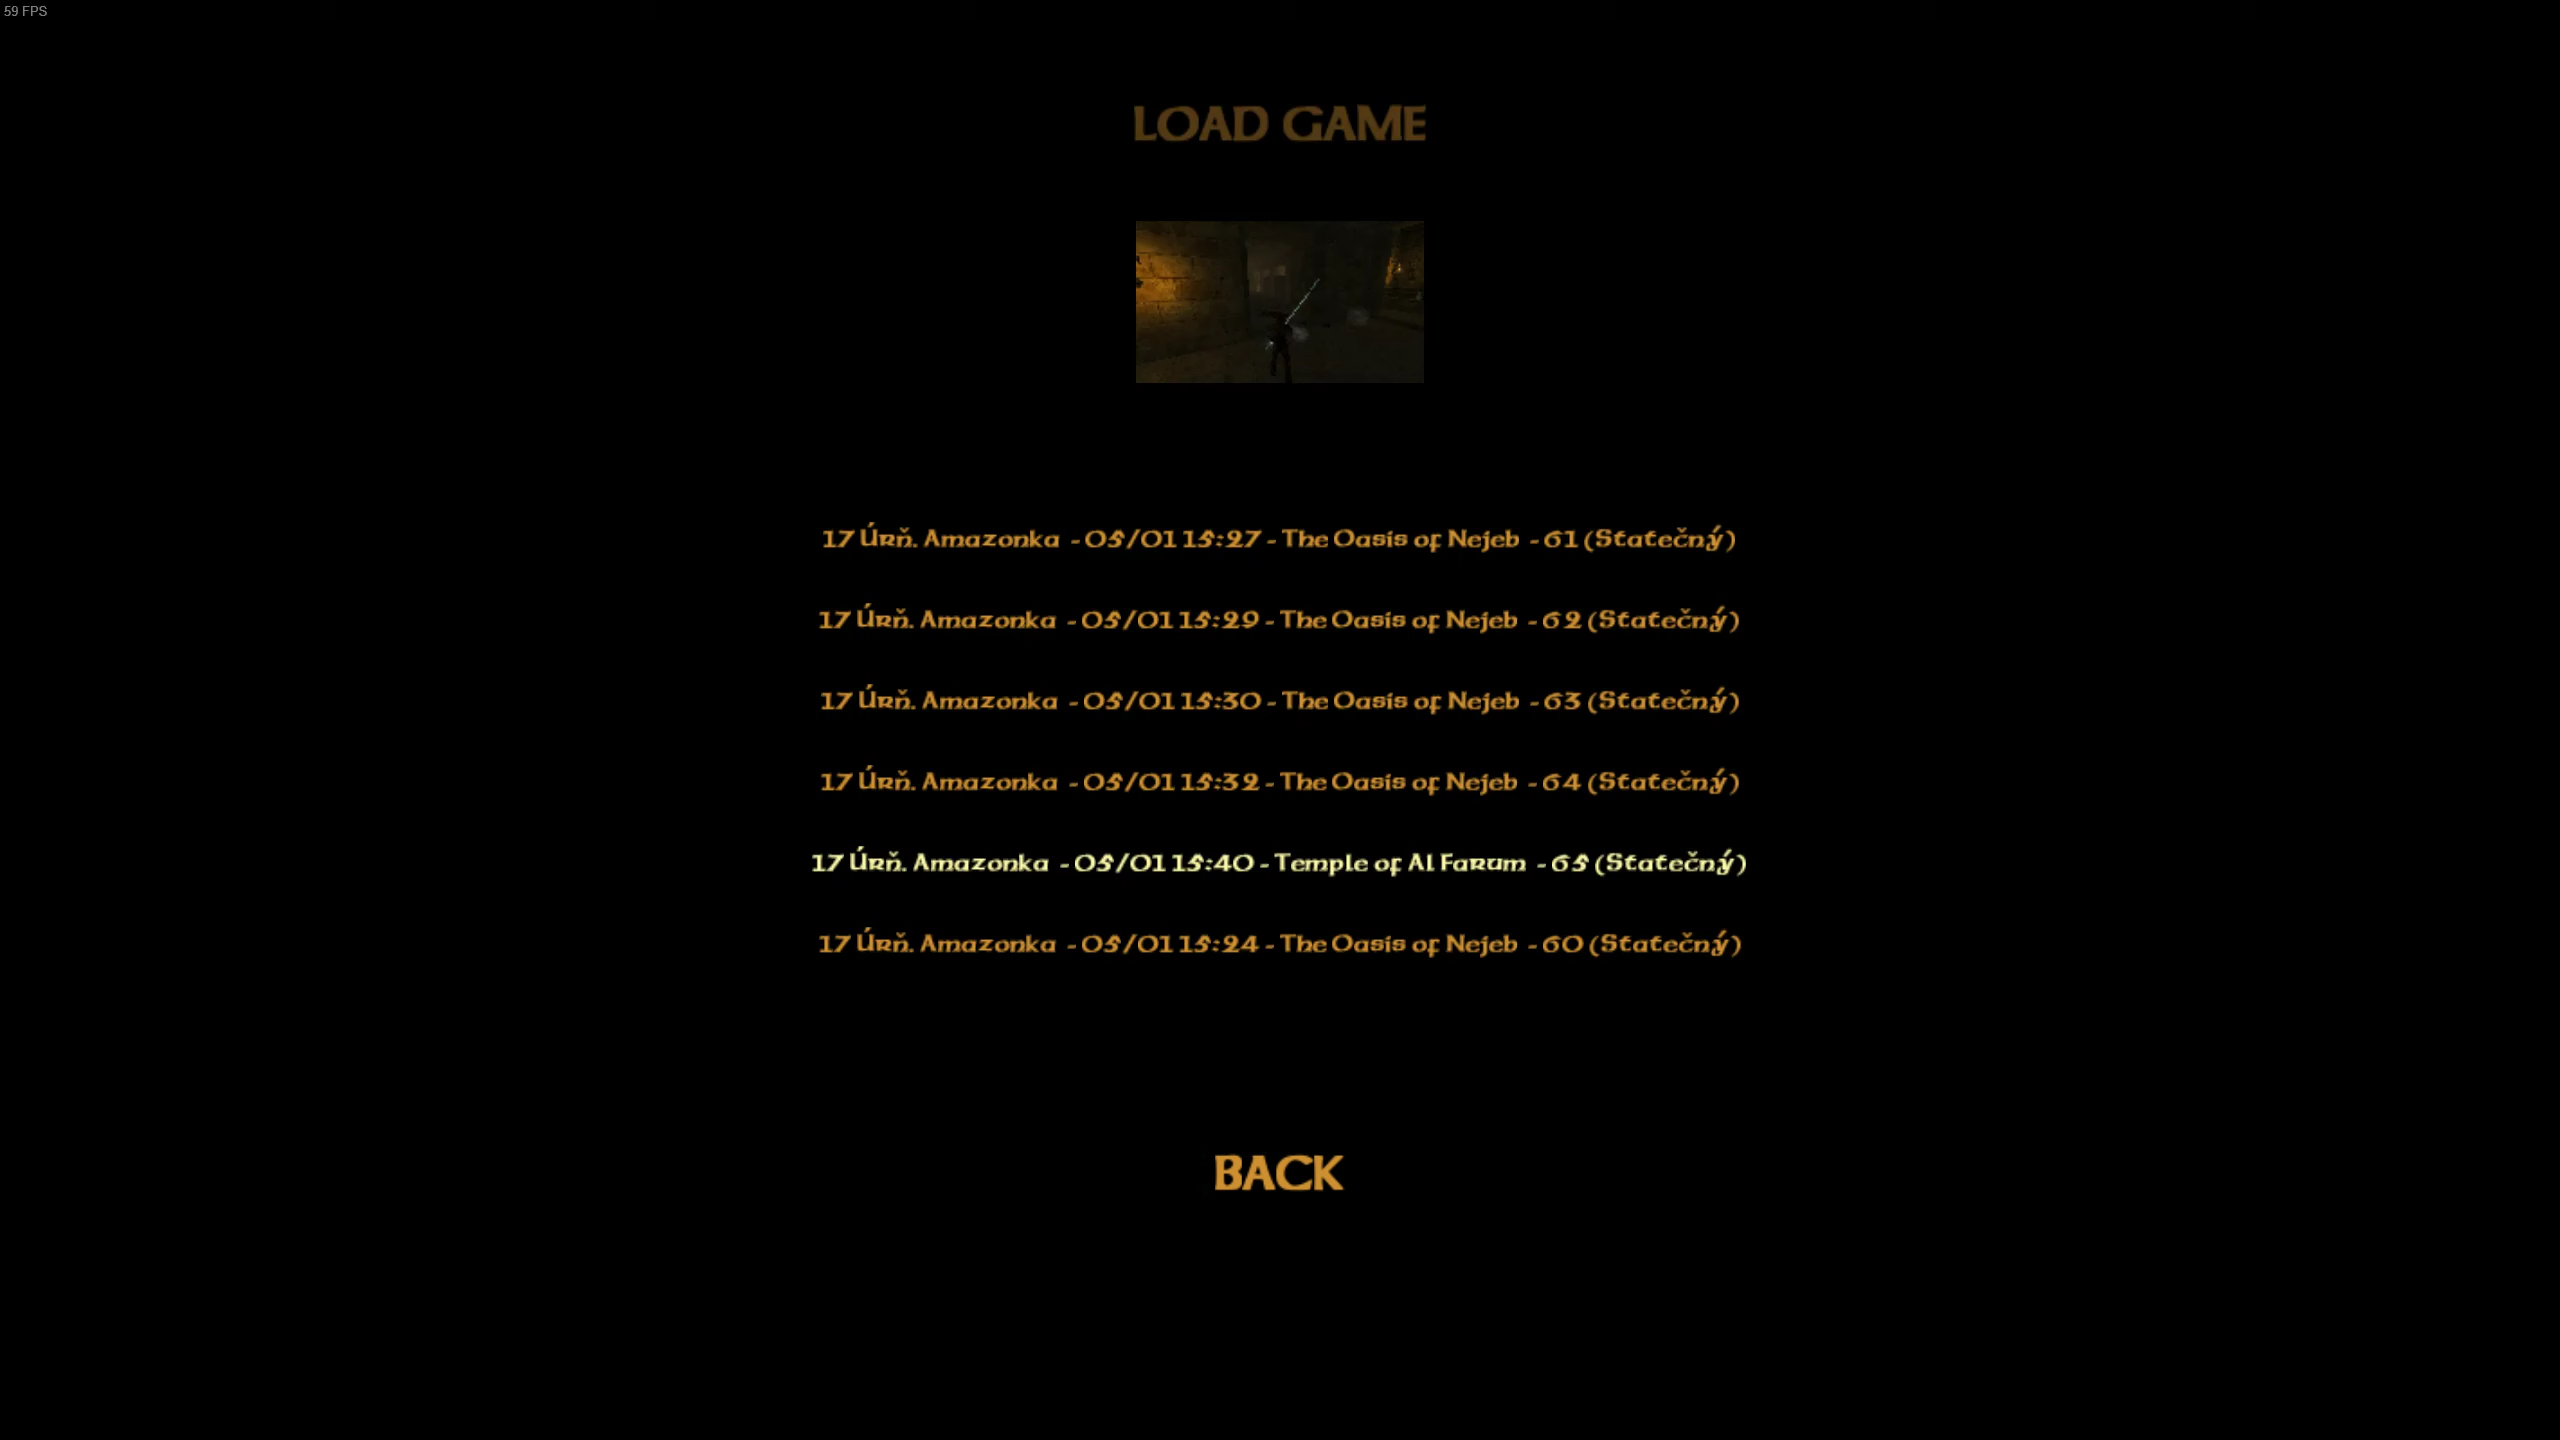 59 FPS
LOAD GAME
17 Úrň. Amazonka - 05/01 15:27 - The Oasis of Nejeb - 61 (Statečný)
17 Úrň. Amazonka - 05/01 15:29 - The Oasis of Nejeb - 62 (Statečný)
17 Úrň. Amazonka - 05/01 15:30 - The Oasis of Nejeb - 63 (Statečný)
17 Úrň. Amazonka - 05/01 15:32 - The Oasis of Nejeb - 64 (Statečný)
17 Úrň. Amazonka - 05/01 15:40 - Temple of Al Farum - 65 (Statečný)
17 Úrň. Amazonka - 05/01 15:24 - The Oasis of Nejeb - 60 (Statečný)
BACK